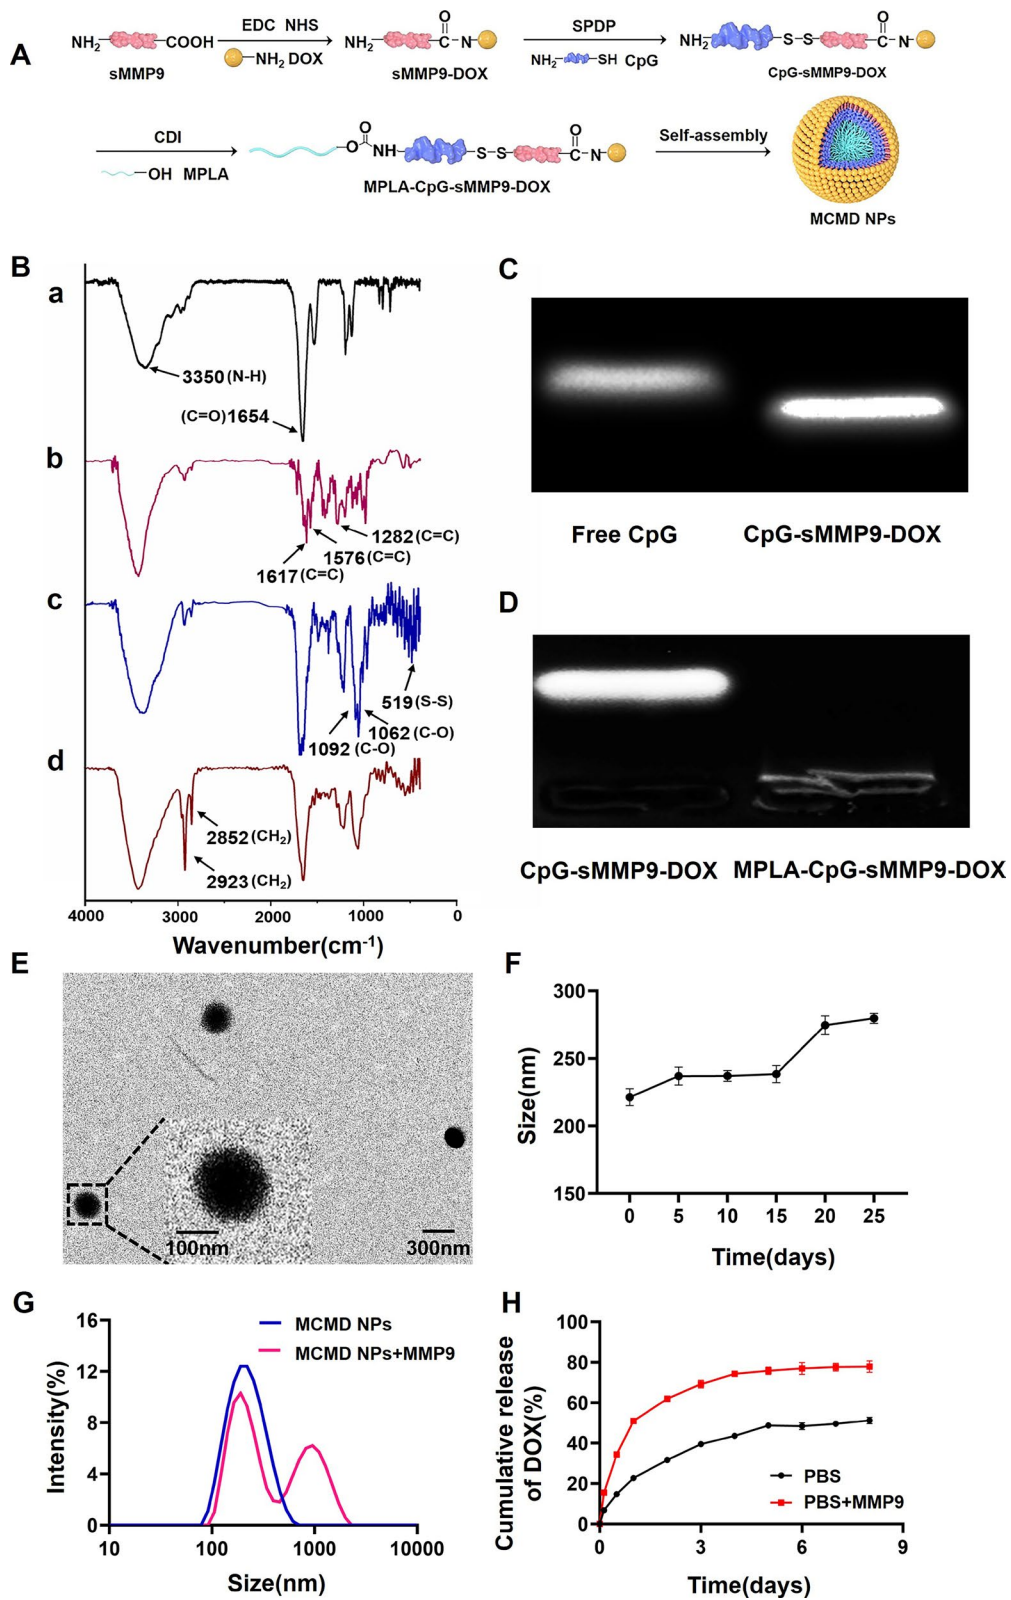 A
NH₂ COOH
sMMP9
EDC NHS
NH₂ DOX
NH₂ O C N
sMMP9-DOX
SPDP
NH₂ SH CpG
NH₂ S S O C N
CpG-sMMP9-DOX
CDI
OH MPLA
O O NH S S O C N
MPLA-CpG-sMMP9-DOX
Self-assembly
MCMD NPs
B
a
3350 (N-H)
(C=O) 1654
b
1282 (C=C)
1576 (C=C)
1617 (C=C)
c
519 (S-S)
1062 (C-O)
1092 (C-O)
d
2852 (CH₂)
2923 (CH₂)
4000 3000 2000 1000 0
Wavenumber(cm⁻¹)
C
Free CpG CpG-sMMP9-DOX
D
CpG-sMMP9-DOX MPLA-CpG-sMMP9-DOX
E
100nm
300nm
F
300
250
200
150
Size(nm)
0 5 10 15 20 25
Time(days)
G
MCMD NPs
MCMD NPs+MMP9
16
12
8
4
0
Intensity(%)
10 100 1000 10000
Size(nm)
H
100
80
60
40
20
0
Cumulative release
of DOX(%)
PBS
PBS+MMP9
0 3 6 9
Time(days)